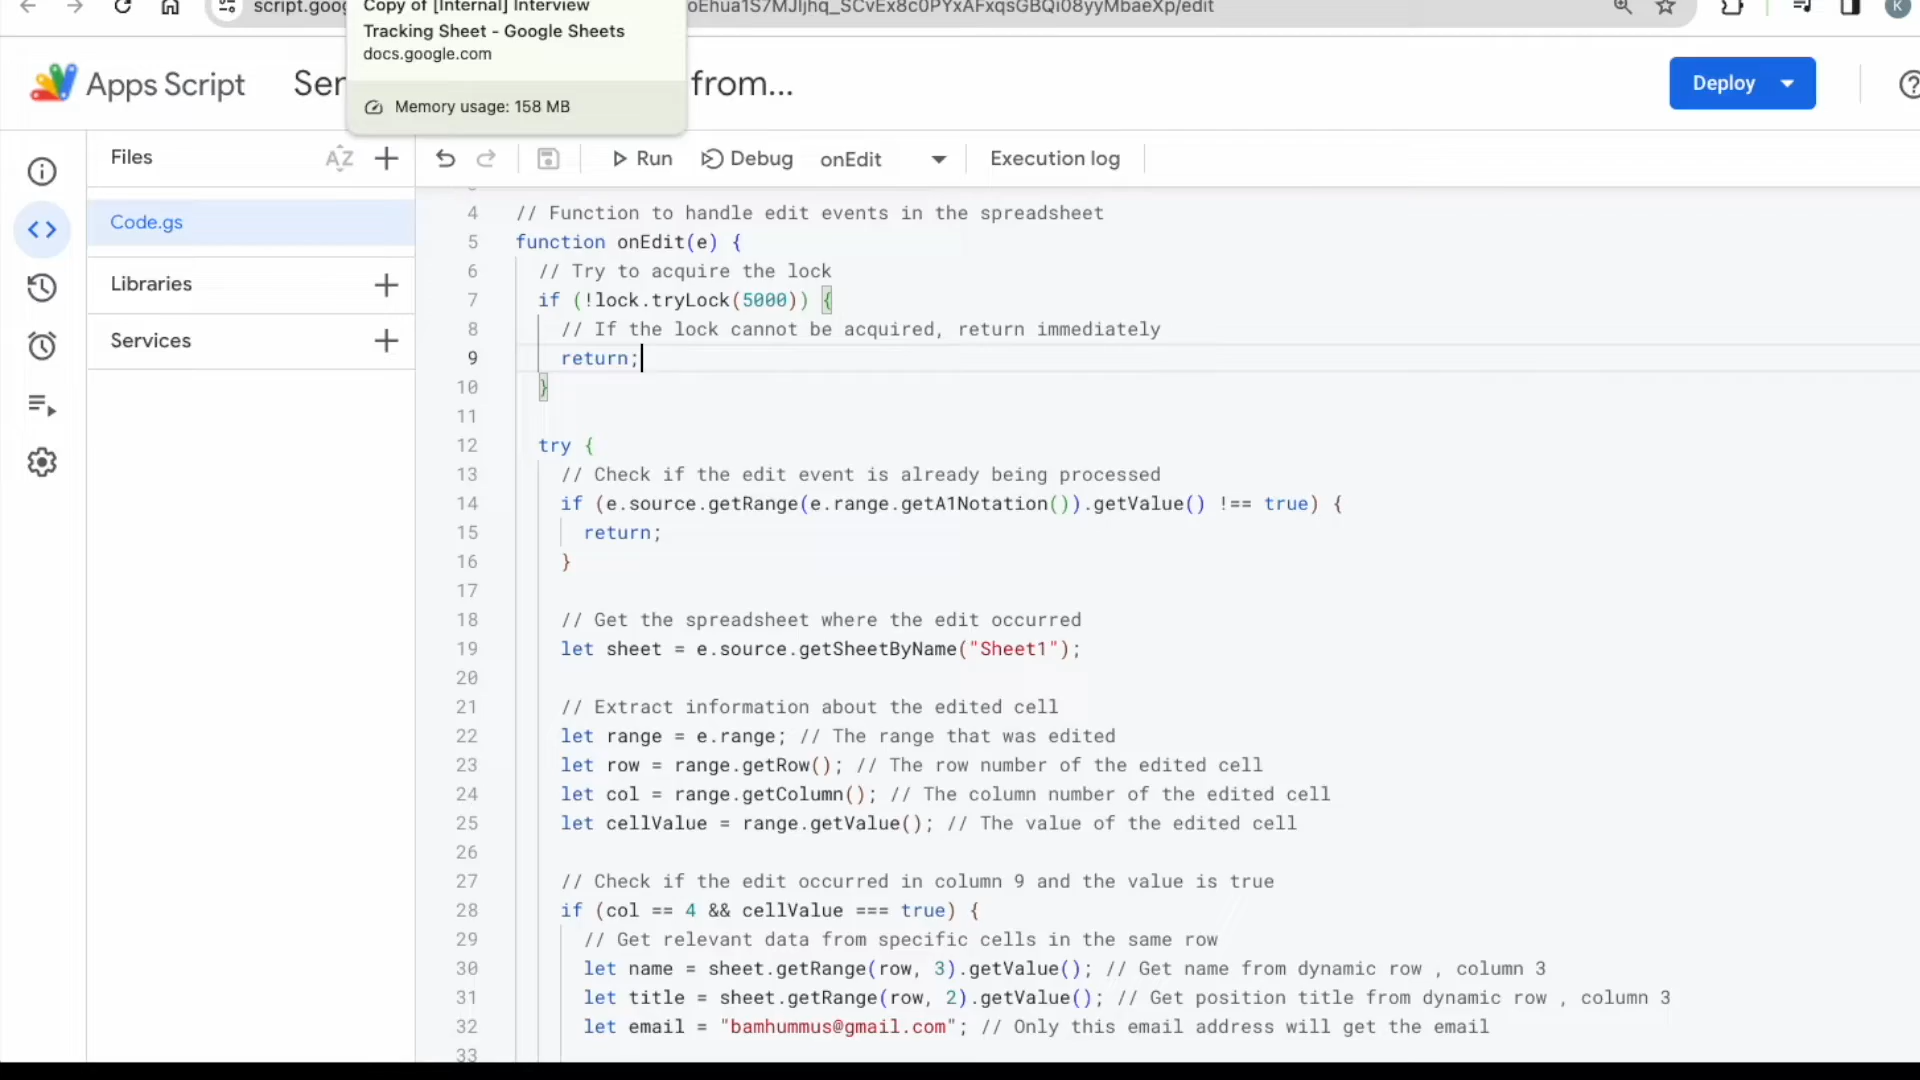 script.goog
oEhua1S7MJIjhq_SCvEx8c0PYxAFxqsGBQi08yyMbaeXp/edit
K
Copy of [Internal] Interview
Tracking Sheet - Google Sheets
docs.google.com
Memory usage: 158 MB
Apps Script
Sen
from...
Deploy
Files
AZ
Run
Debug
onEdit
Execution log
Code.gs
Libraries
Services
4 // Function to handle edit events in the spreadsheet
5 function onEdit(e) {
6 // Try to acquire the lock
7 if (!lock.tryLock(5000)) {
8 // If the lock cannot be acquired, return immediately
9 return;
10 }
11
12 try {
13 // Check if the edit event is already being processed
14 if (e.source.getRange(e.range.getA1Notation()).getValue() !== true) {
15 return;
16 }
17
18 // Get the spreadsheet where the edit occurred
19 let sheet = e.source.getSheetByName("Sheet1");
20
21 // Extract information about the edited cell
22 let range = e.range; // The range that was edited
23 let row = range.getRow(); // The row number of the edited cell
24 let col = range.getColumn(); // The column number of the edited cell
25 let cellValue = range.getValue(); // The value of the edited cell
26
27 // Check if the edit occurred in column 9 and the value is true
28 if (col == 4 && cellValue === true) {
29 // Get relevant data from specific cells in the same row
30 let name = sheet.getRange(row, 3).getValue(); // Get name from dynamic row , column 3
31 let title = sheet.getRange(row, 2).getValue(); // Get position title from dynamic row , column 3
32 let email = "bamhummus@gmail.com"; // Only this email address will get the email
33